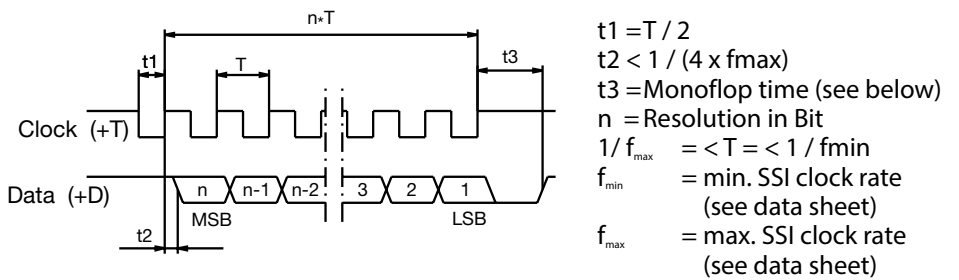 n*T
t1
T
t3
Clock (+T)
Data (+D)
n
n-1
n-2
3
2
1
MSB
LSB
t2
t1 =T / 2
t2 < 1 / (4 x fmax)
t3 =Monoflop time (see below)
n =Resolution in Bit
1/ fmax = < T = < 1 / fmin
fmin = min. SSI clock rate
(see data sheet)
fmax = max. SSI clock rate
(see data sheet)